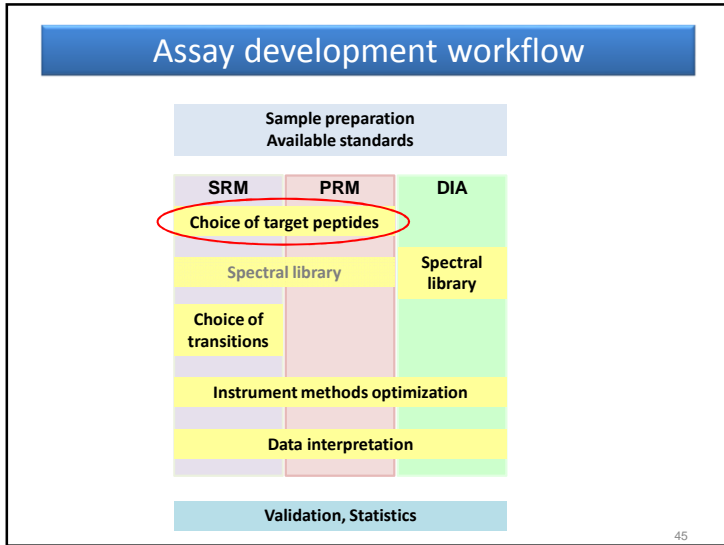 Assay development workflow
Sample preparation
Available standards
SRM PRM DIA
Choice of target peptides
Spectral library
Spectral
library
Choice of
transitions
Instrument methods optimization
Data interpretation
Validation, Statistics
45